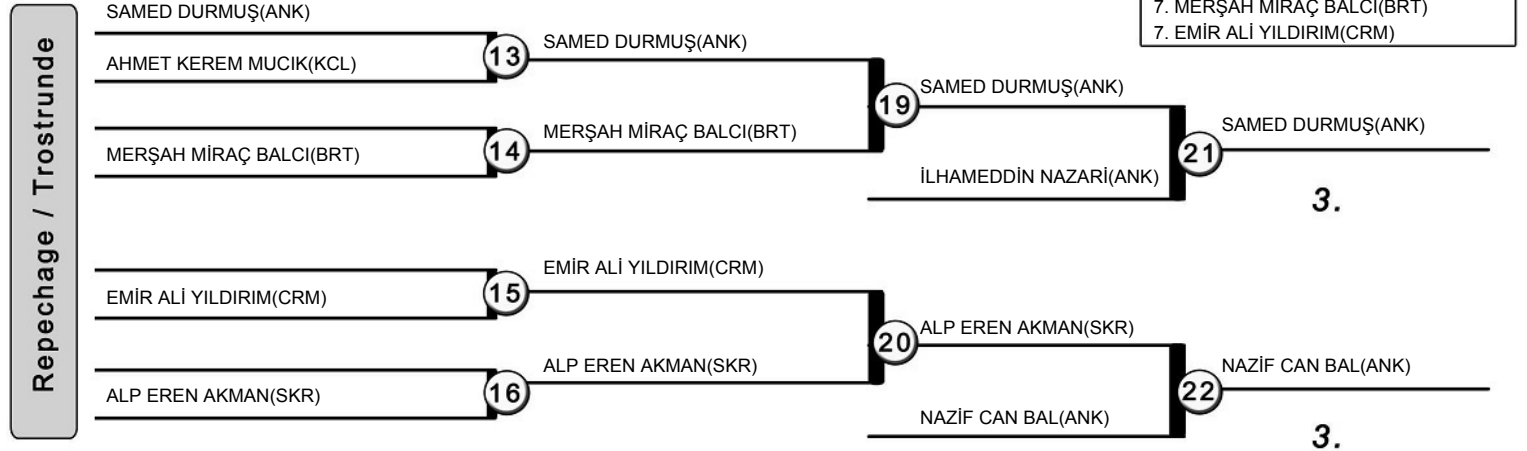 7. MERŞAH MİRAÇ BALCI(BRT)
7. EMİR ALİ YILDIRIM(CRM)
Repechage / Trostrunde
SAMED DURMUŞ(ANK)
AHMET KEREM MUCIK(KCL)
13
SAMED DURMUŞ(ANK)
MERŞAH MİRAÇ BALCI(BRT)
14
MERŞAH MİRAÇ BALCI(BRT)
19
SAMED DURMUŞ(ANK)
İLHAMEDDİN NAZARİ(ANK)
21
SAMED DURMUŞ(ANK)
3.
EMİR ALİ YILDIRIM(CRM)
15
EMİR ALİ YILDIRIM(CRM)
ALP EREN AKMAN(SKR)
16
ALP EREN AKMAN(SKR)
20
ALP EREN AKMAN(SKR)
NAZİF CAN BAL(ANK)
22
NAZİF CAN BAL(ANK)
3.